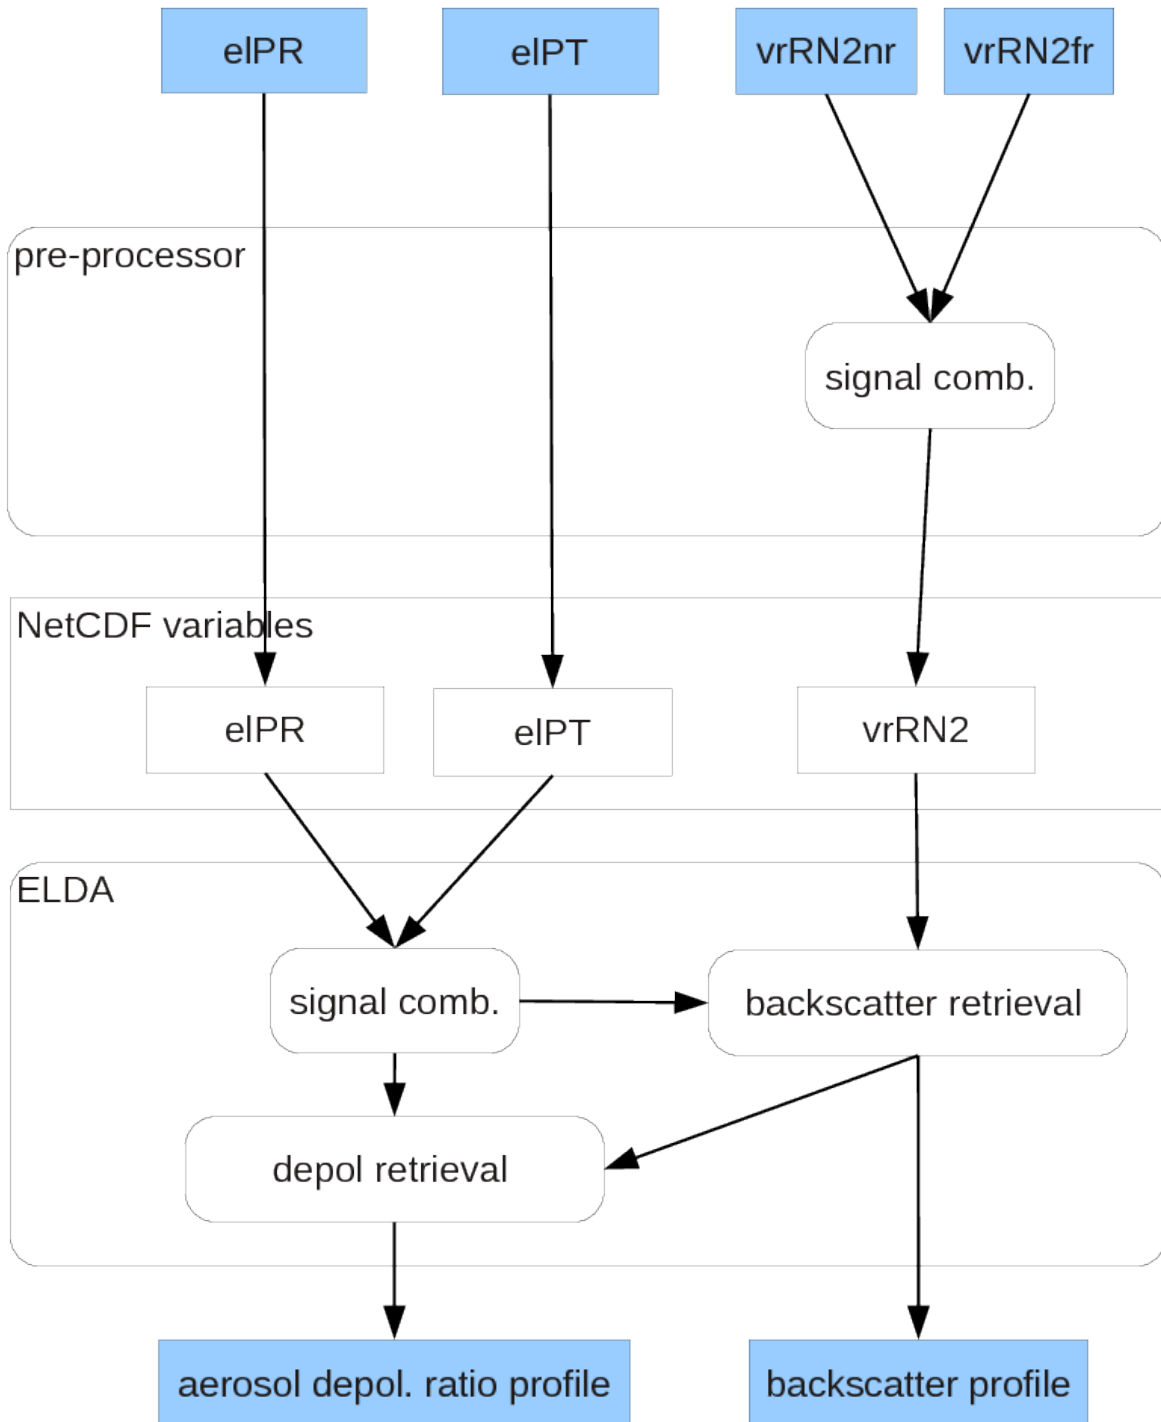 elPR
elPT
vrRN2nr
vrRN2fr
pre-processor
signal comb.
NetCDF variables
elPR
elPT
vrRN2
ELDA
signal comb.
backscatter retrieval
depol retrieval
aerosol depol. ratio profile
backscatter profile